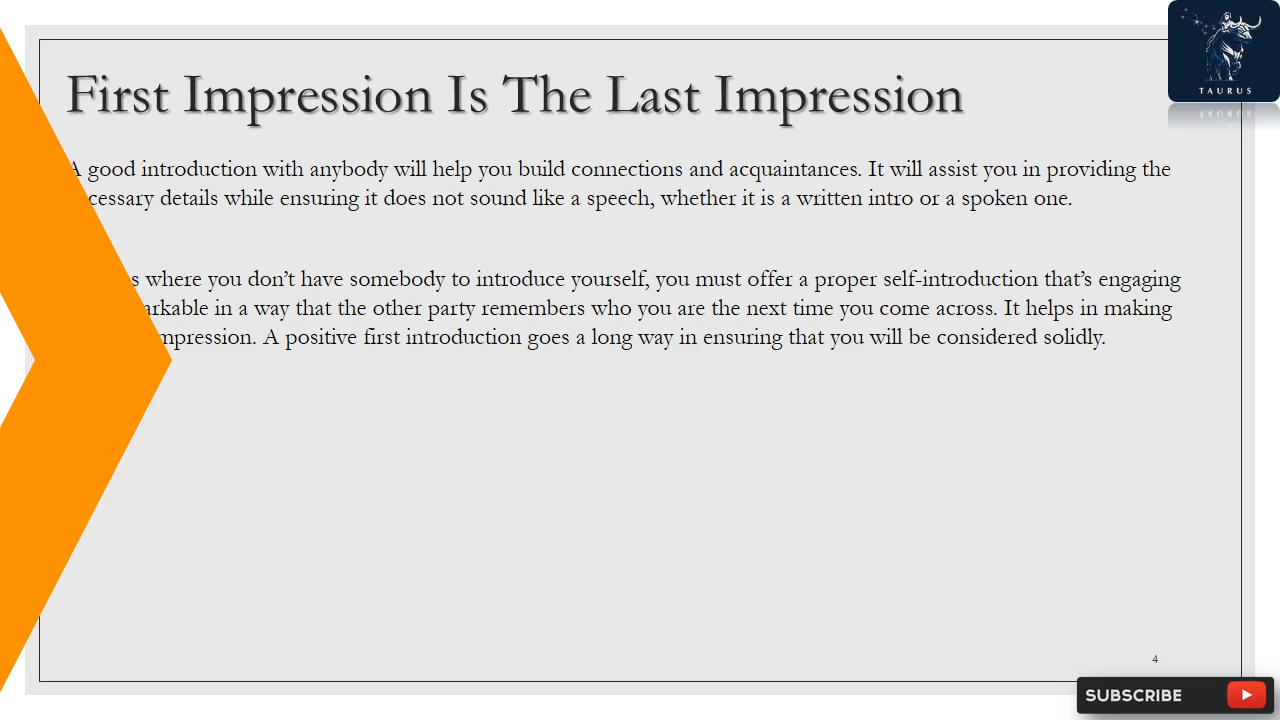 First Impression Is The Last Impression
TAURUS
A good introduction with anybody will help you build connections and acquaintances. It will assist you in providing the
cessary details while ensuring it does not sound like a speech, whether it is a written intro or a spoken one.
s where you don’t have somebody to introduce yourself, you must offer a proper self-introduction that’s engaging
arkable in a way that the other party remembers who you are the next time you come across. It helps in making
mpression. A positive first introduction goes a long way in ensuring that you will be considered solidly.
4
SUBSCRIBE